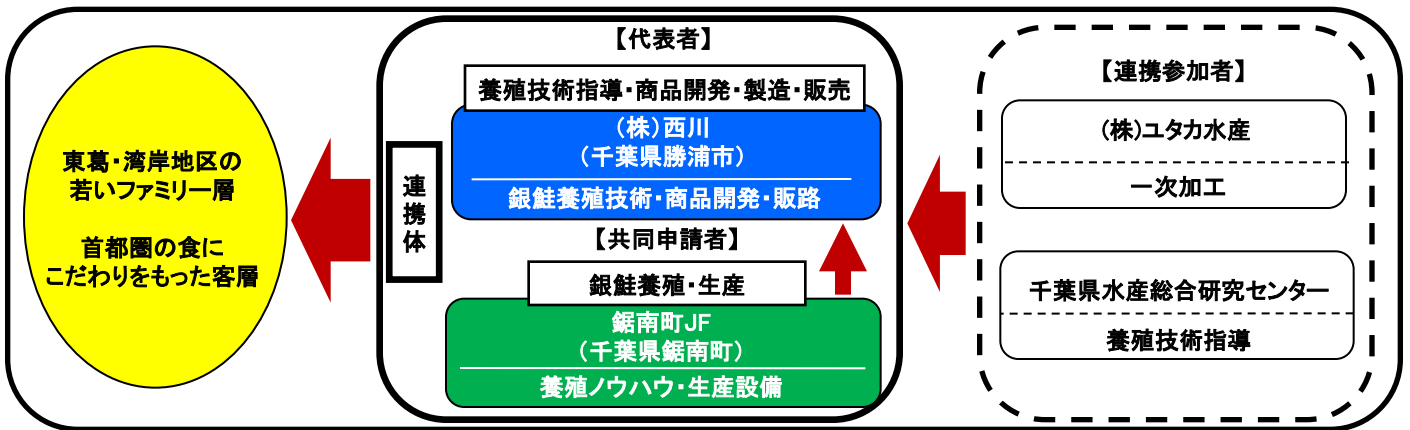 東葛・湾岸地区の
若いファミリー層
首都圏の食に
こだわりをもった客層
連携体
【代表者】
養殖技術指導・商品開発・製造・販売
（株）西川
（千葉県勝浦市）
銀鮭養殖技術・商品開発・販路
【共同申請者】
銀鮭養殖・生産
鋸南町JF
（千葉県鋸南町）
養殖ノウハウ・生産設備
【連携参加者】
（株）ユタカ水産
一次加工
千葉県水産総合研究センター
養殖技術指導